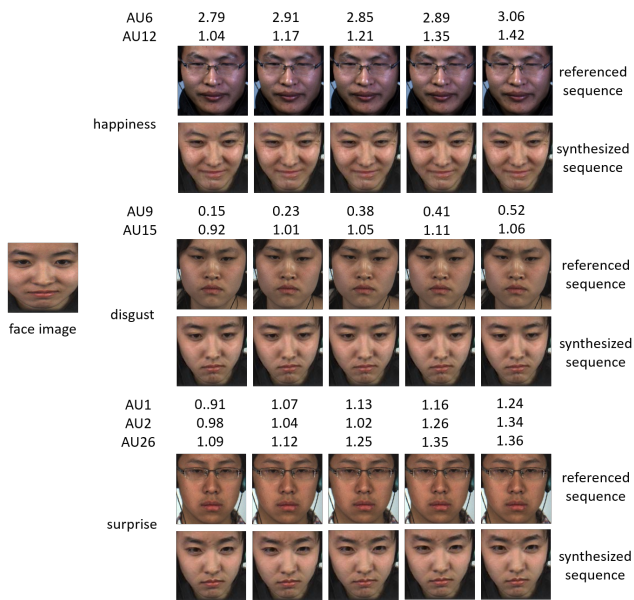 AU6 2.79 2.91 2.85 2.89 3.06
AU12 1.04 1.17 1.21 1.35 1.42
referenced
sequence
happiness
synthesized
sequence
AU9 0.15 0.23 0.38 0.41 0.52
AU15 0.92 1.01 1.05 1.11 1.06
referenced
sequence
face image
disgust
synthesized
sequence
AU1 0..91 1.07 1.13 1.16 1.24
AU2 0.98 1.04 1.02 1.26 1.34
AU26 1.09 1.12 1.25 1.35 1.36
referenced
sequence
surprise
synthesized
sequence